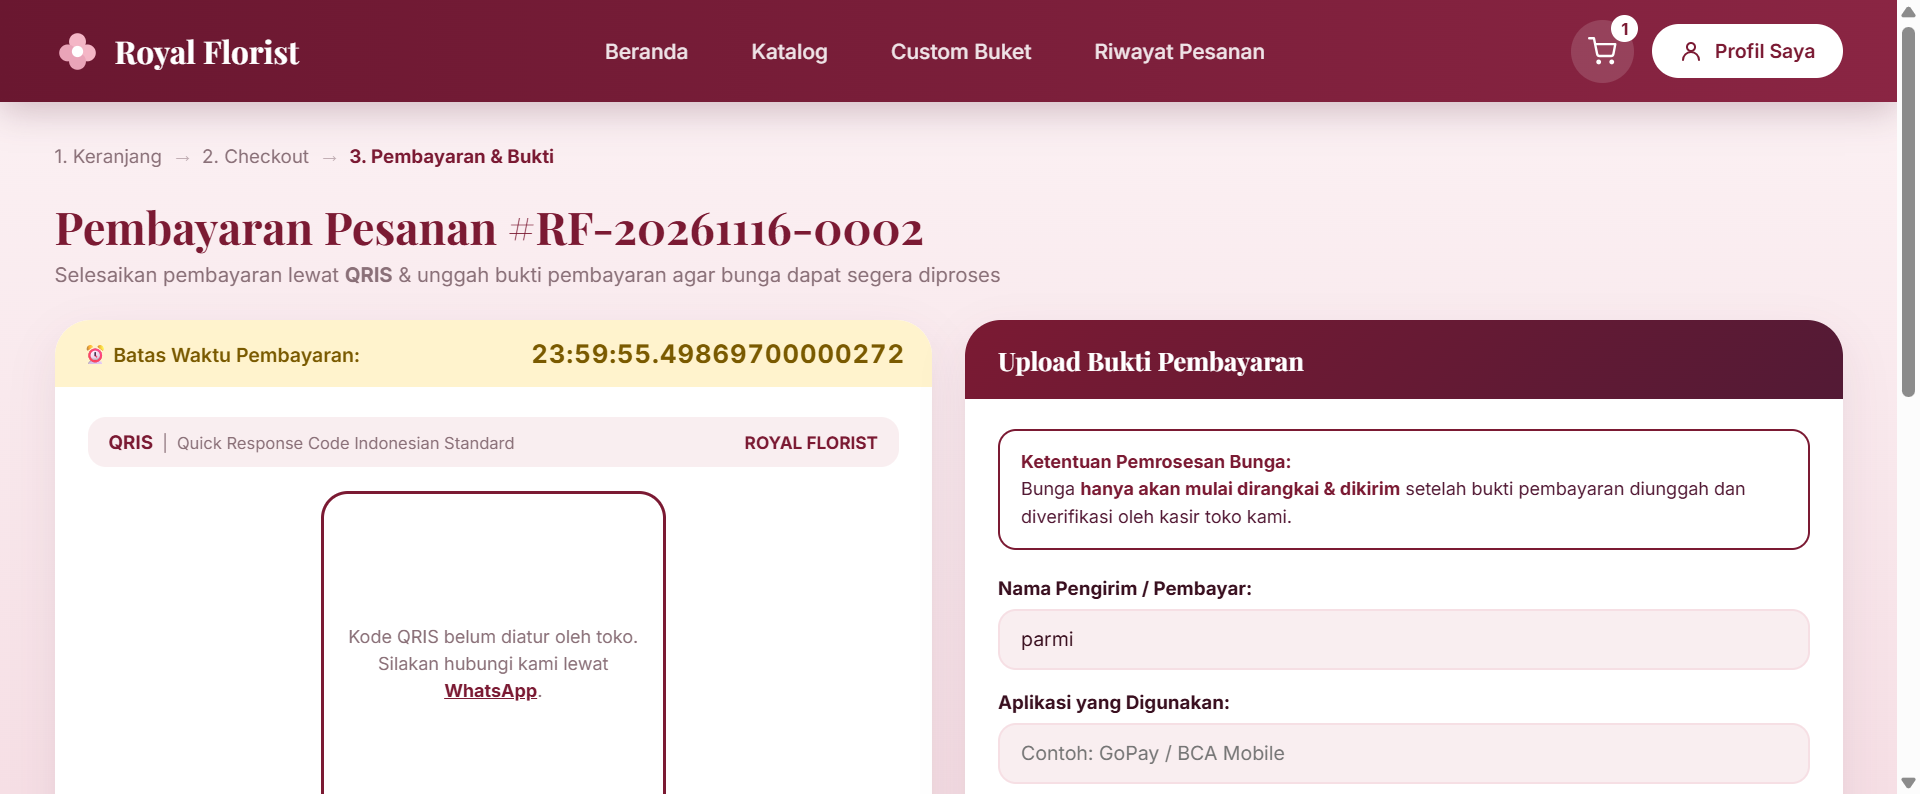 Royal Florist
Beranda
Katalog
Custom Buket
Riwayat Pesanan
1
Profil Saya
1. Keranjang → 2. Checkout → 3. Pembayaran & Bukti
Pembayaran Pesanan #RF-20261116-0002
Selesaikan pembayaran lewat QRIS & unggah bukti pembayaran agar bunga dapat segera diproses
⏰ Batas Waktu Pembayaran:
23:59:55.49869700000272
QRIS | Quick Response Code Indonesian Standard
ROYAL FLORIST
Kode QRIS belum diatur oleh toko.
Silakan hubungi kami lewat
WhatsApp.
Upload Bukti Pembayaran
Ketentuan Pemrosesan Bunga:
Bunga hanya akan mulai dirangkai & dikirim setelah bukti pembayaran diunggah dan
diverifikasi oleh kasir toko kami.
Nama Pengirim / Pembayar:
parmi
Aplikasi yang Digunakan:
Contoh: GoPay / BCA Mobile